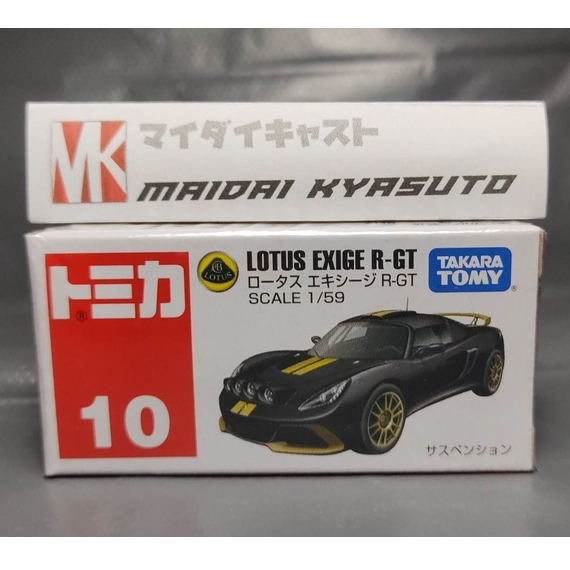 MK マイダイキャスト
MAIDAI KYASUTO
トミカ®
10
LOTUS
LOTUS EXIGE R-GT
ロータス エキシージ R-GT
SCALE 1/59
TAKARA
TOMY®
サスペンション